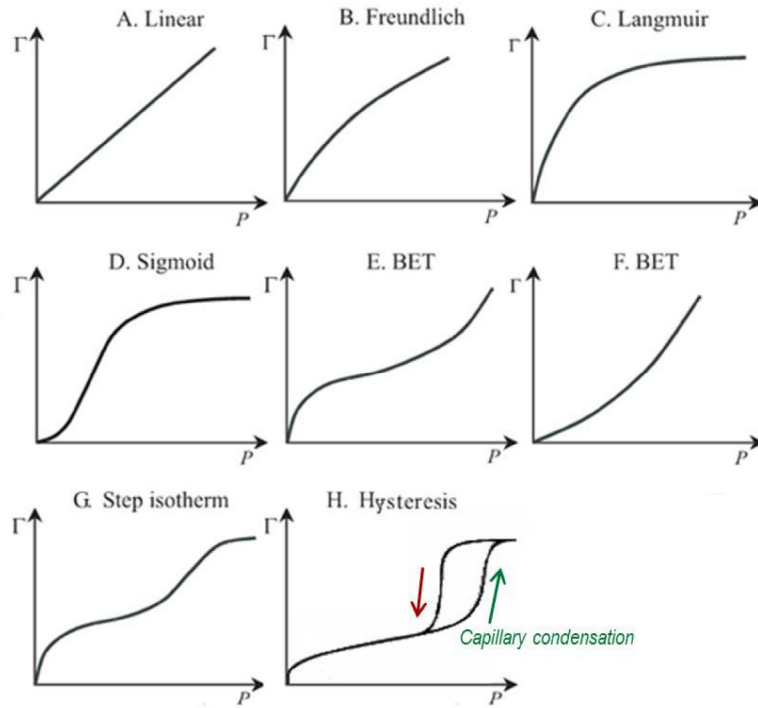 A. Linear
Γ
P
B. Freundlich
Γ
P
C. Langmuir
Γ
P
D. Sigmoid
Γ
P
E. BET
Γ
P
F. BET
Γ
P
G. Step isotherm
Γ
P
H. Hysteresis
Γ
Capillary condensation
P